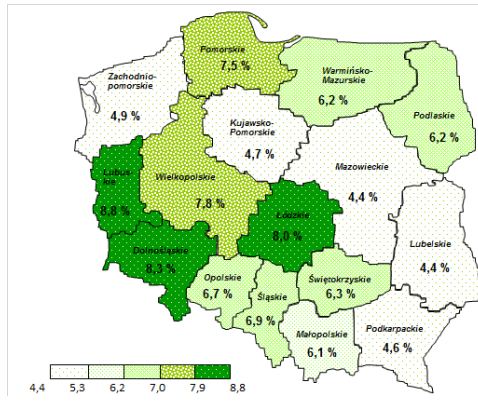 Pomorskie
7,5 %
Zachodnio-
pomorskie
4,9 %
Warmińsko-
Mazurskie
6,2 %
Podlaskie
6,2 %
Kujawsko-
Pomorskie
4,7 %
Mazowieckie
4,4 %
Lubus
kie
8,8 %
Wielkopolskie
7,8 %
Łódzkie
8,0 %
Dolnośląskie
8,3 %
Lubelskie
4,4 %
Opolskie
6,7 %
Śląskie
6,9 %
Świętokrzyskie
6,3 %
Małopolskie
6,1 %
Podkarpackie
4,6 %
4,4 5,3 6,2 7,0 7,9 8,8